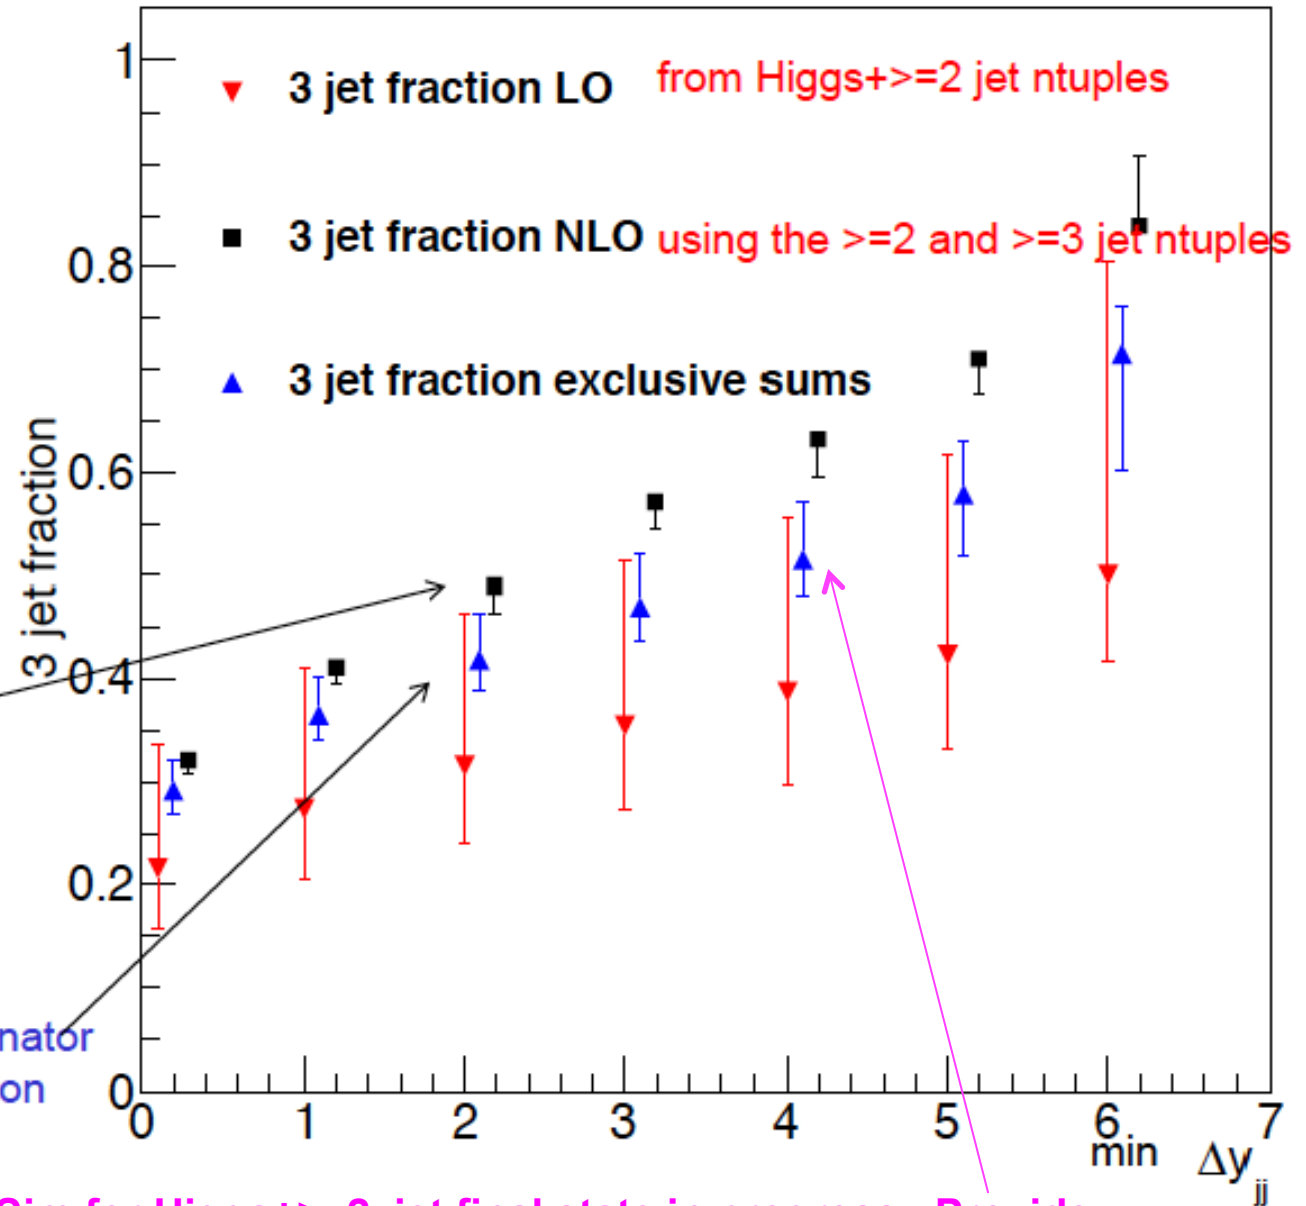 1
3 jet fraction LO from Higgs+>=2 jet ntuples
3 jet fraction NLO using the >=2 and >=3 jet ntuples
0.8
3 jet fraction exclusive sums
3 jet fraction
0.6
0.4
0.2
nator
on
0
0 1 2 3 4 5 6 7
min Δyjj